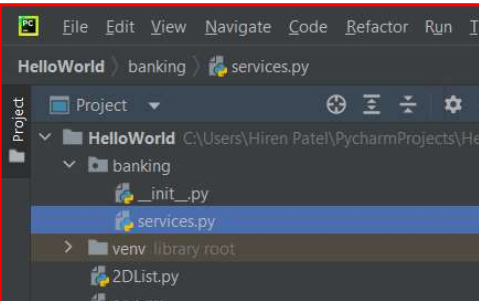 PC File Edit View Navigate Code Refactor Run T
HelloWorld banking services.py
Project Project
HelloWorld C:\Users\Hiren Patel\PycharmProjects\He
banking
__init__.py
services.py
venv library root
2DList.py